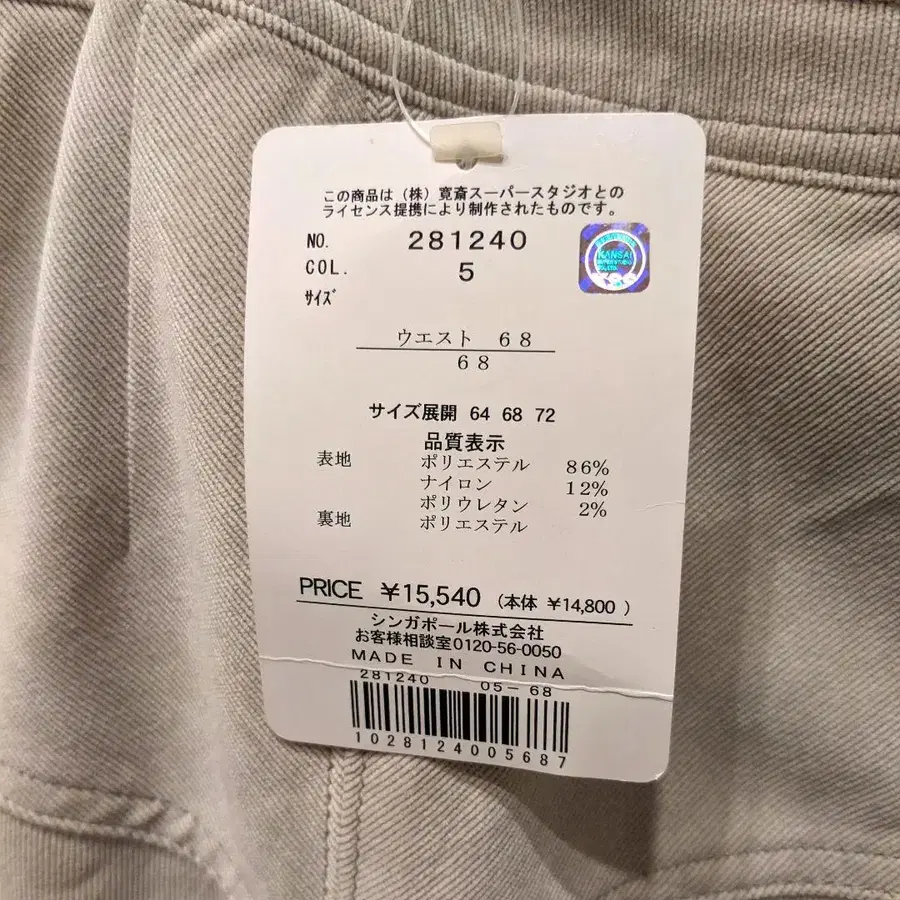 この商品は（株）寛斎スーパースタジオとの
ライセンス提携により制作されたものです。
NO. 281240
COL. 5
KANSAI
ｻｲｽﾞ
ウエスト 68
68
サイズ展開 64 68 72
品質表示
表地 ポリエステル 86%
ナイロン 12%
ポリウレタン 2%
裏地 ポリエステル
PRICE ¥15,540 （本体 ¥14,800 ）
シンガポール株式会社
お客様相談室0120-56-0050
MADE IN CHINA
281240 05-68
1028124005687